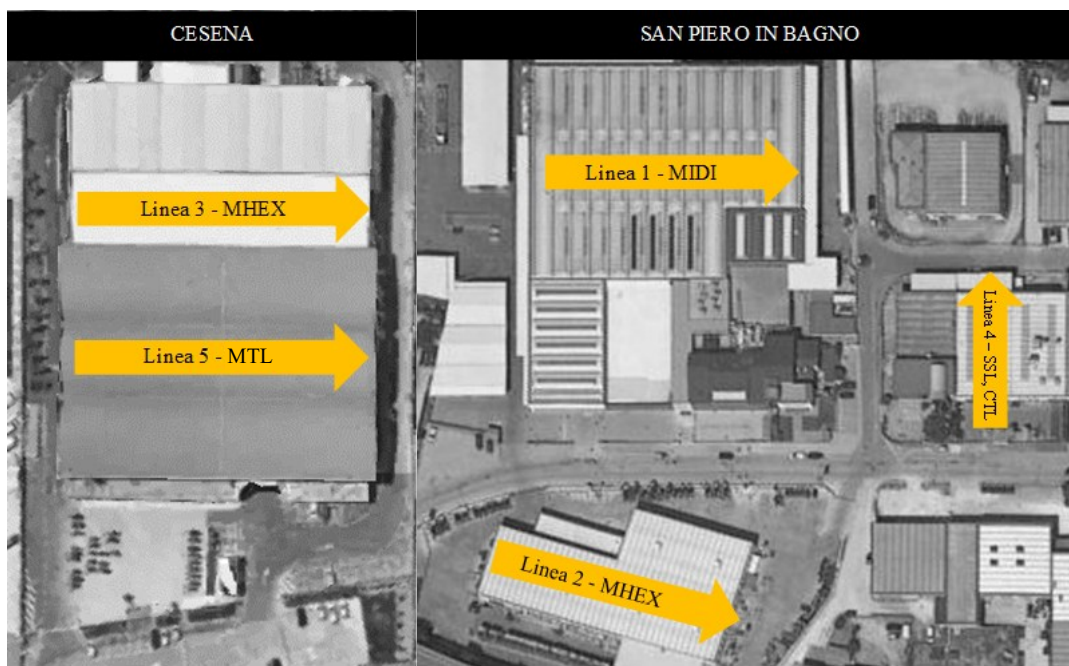 CESENA
SAN PIERO IN BAGNO
Linea 3 - MHEX
Linea 5 - MTL
Linea 1 - MIDI
Linea 4 – SSL, CTL
Linea 2 - MHEX